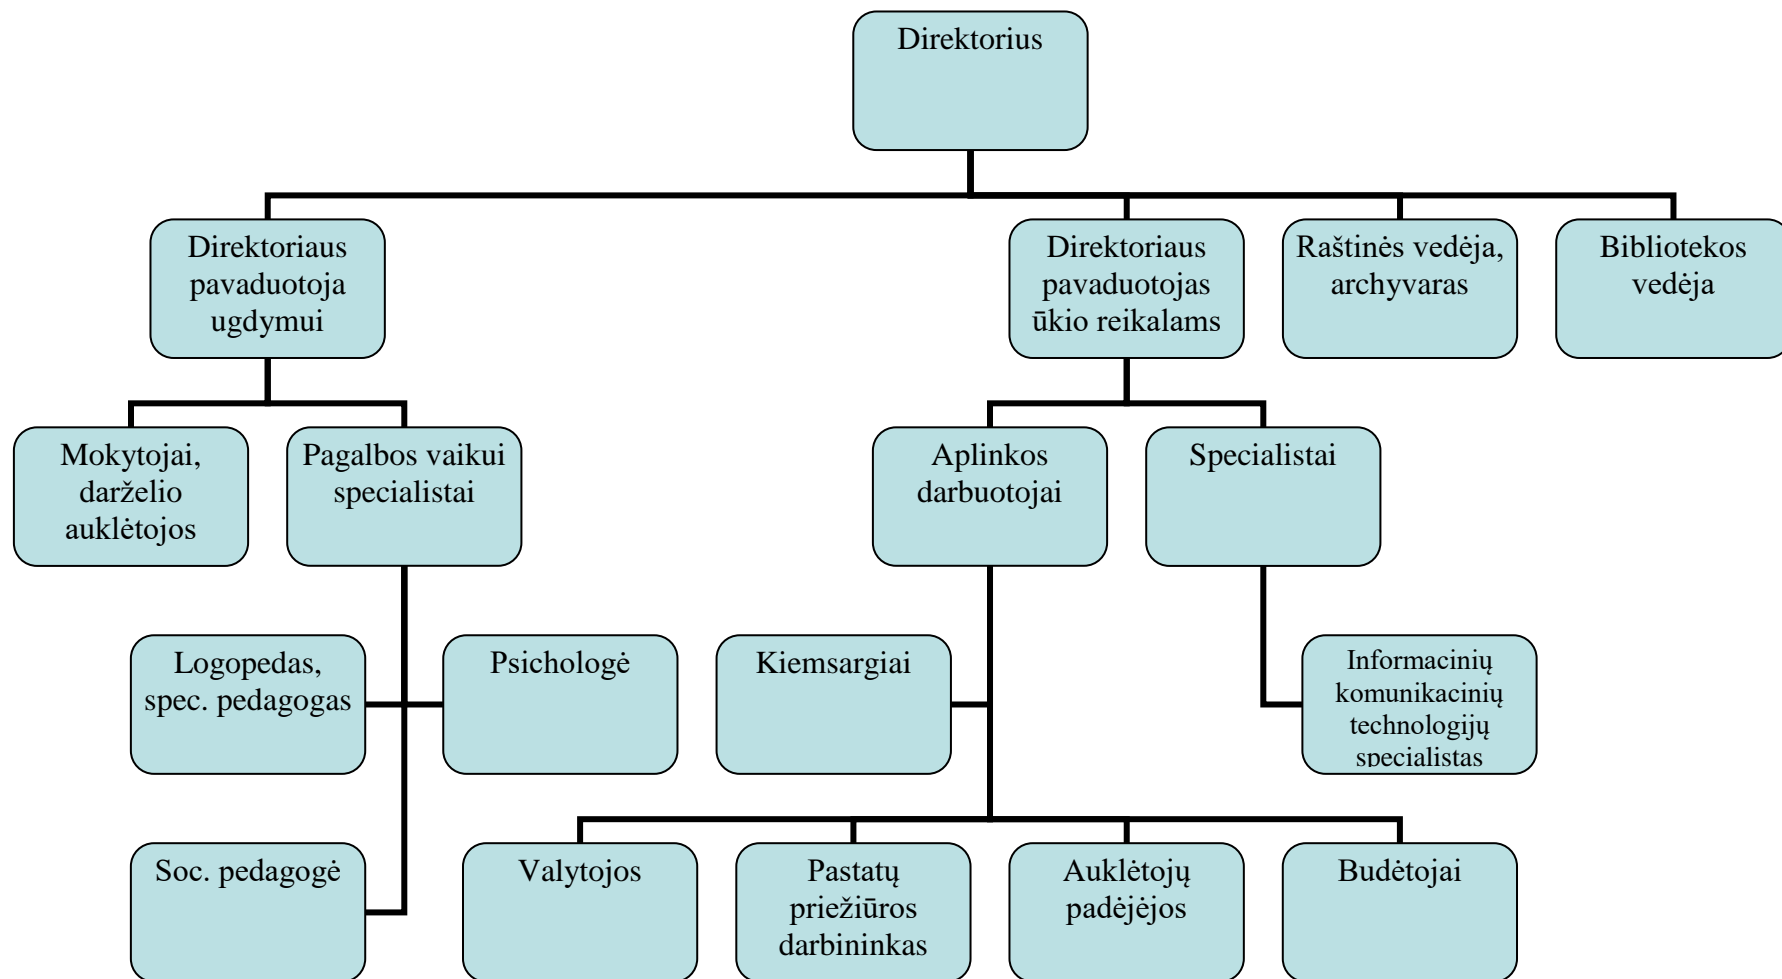 Direktorius
Direktoriaus
pavaduotoja
ugdymui
Direktoriaus
pavaduotojas
ūkio reikalams
Raštinės vedėja,
archyvaras
Bibliotekos
vedėja
Mokytojai,
darželio
auklėtojos
Pagalbos vaikui
specialistai
Aplinkos
darbuotojai
Specialistai
Logopedas,
spec. pedagogas
Psichologė
Kiemsargiai
Informacinių
komunikacinių
technologijų
specialistas
Soc. pedagogė
Valytojos
Pastatų
priežiūros
darbininkas
Auklėtojų
padėjėjos
Budėtojai